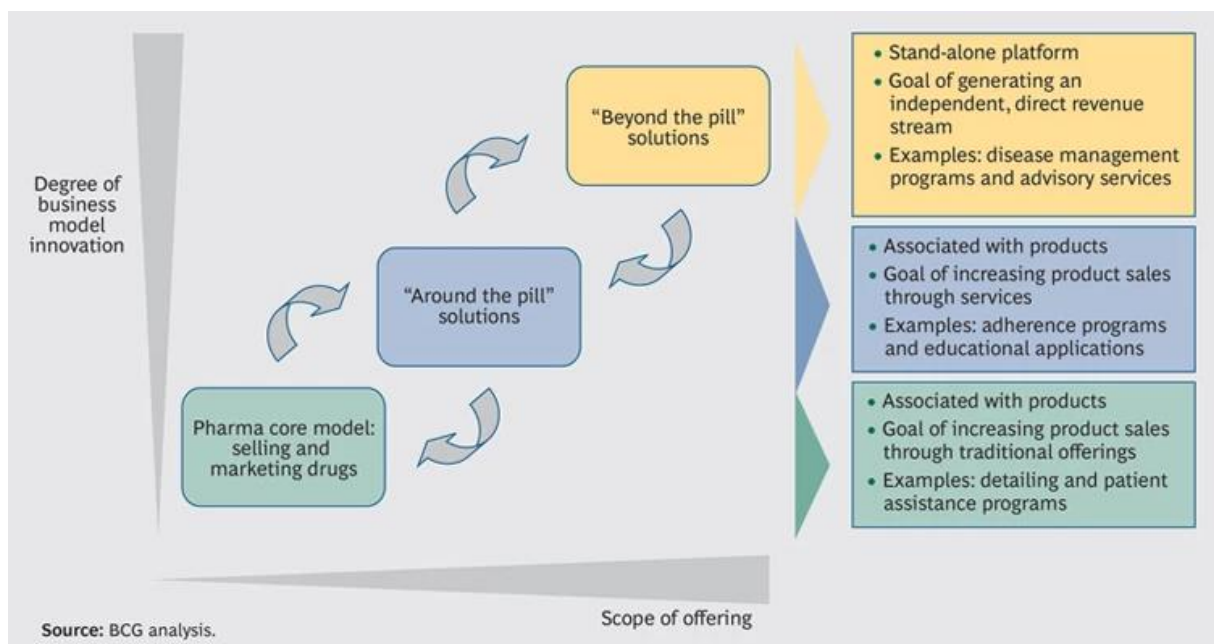 Degree of
business
model
innovation
“Beyond the pill”
solutions
“Around the pill”
solutions
Pharma core model:
selling and
marketing drugs
• Stand-alone platform
• Goal of generating an
independent, direct revenue
stream
• Examples: disease management
programs and advisory services
• Associated with products
• Goal of increasing product sales
through services
• Examples: adherence programs
and educational applications
• Associated with products
• Goal of increasing product sales
through traditional offerings
• Examples: detailing and patient
assistance programs
Scope of offering
Source: BCG analysis.